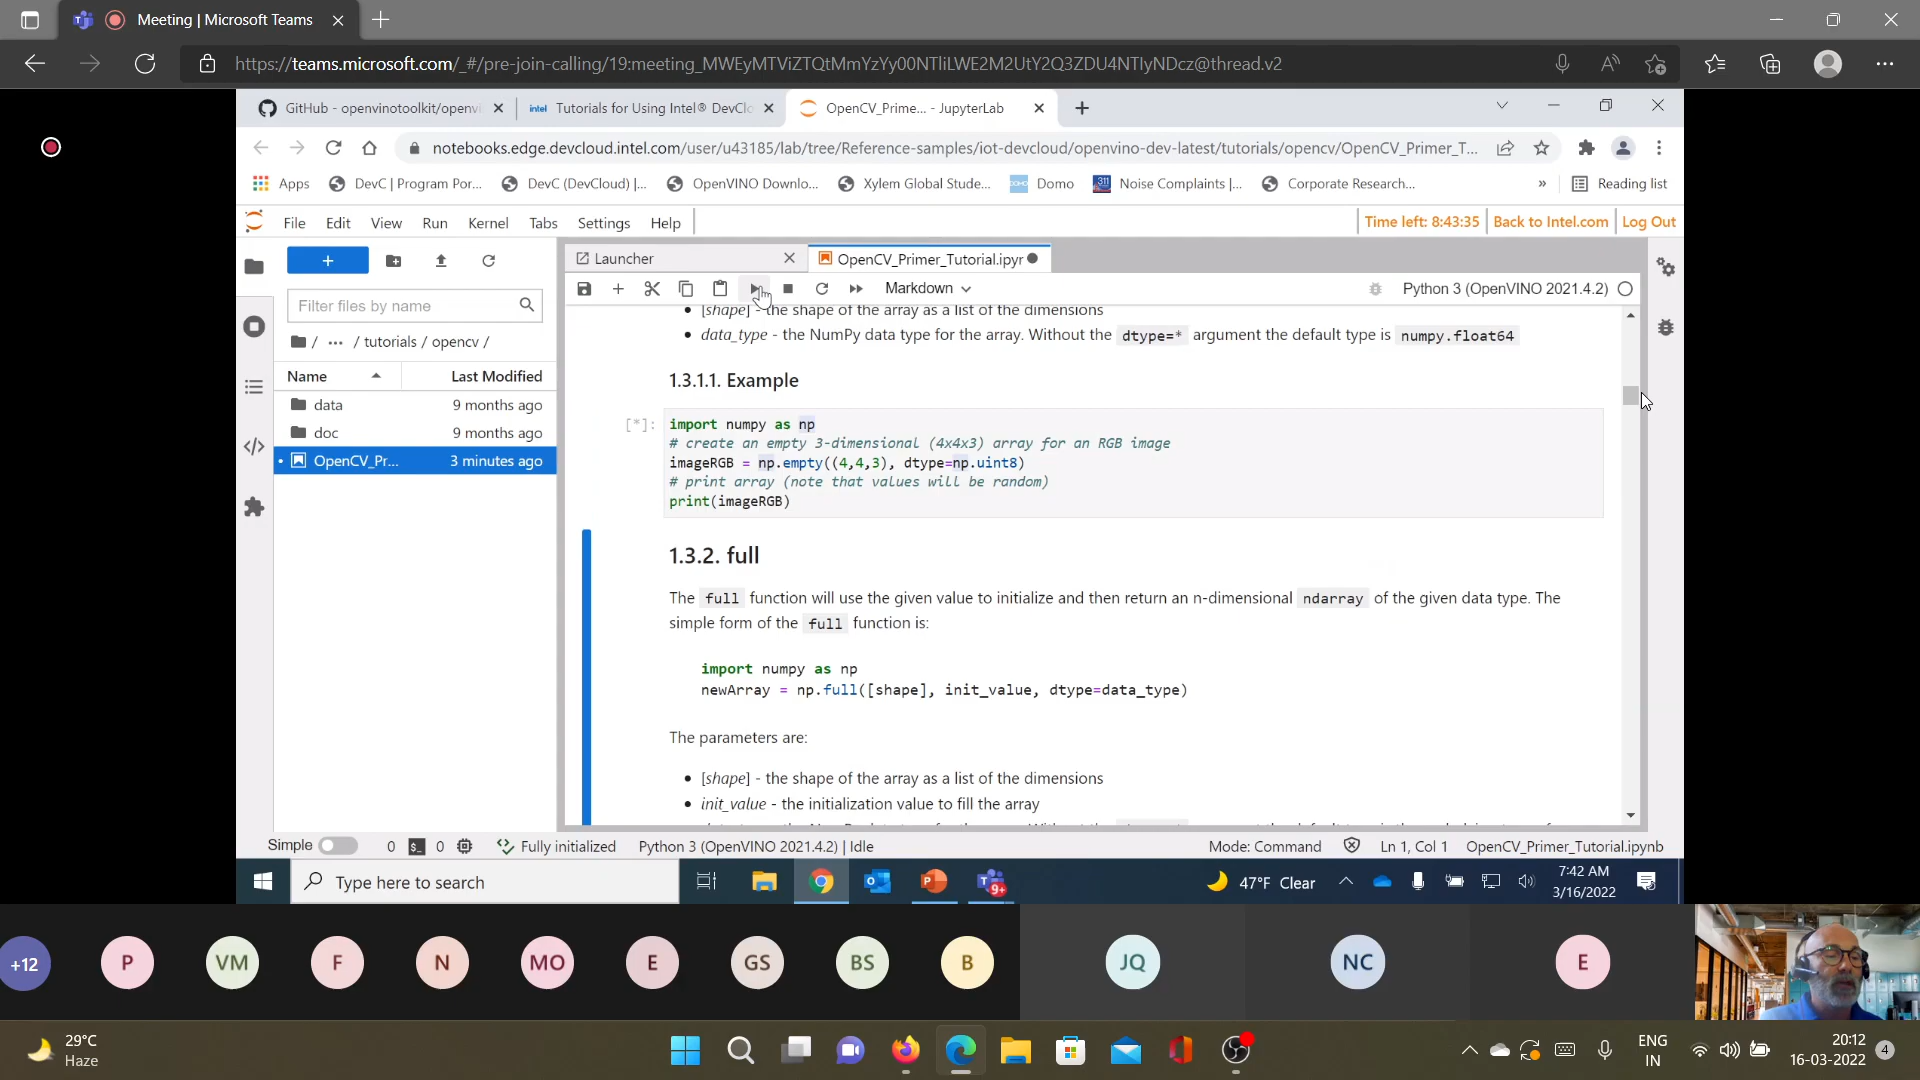 Meeting | Microsoft Teams
https://teams.microsoft.com/_#/pre-join-calling/19:meeting_MWEyMTViZTQtMmYzYy00NTliLWE2M2UtY2Q3ZDU4NTIyNDcz@thread.v2
GitHub - openvinotoolkit/openvi
intel Tutorials for Using Intel® DevClo
OpenCV_Prime... - JupyterLab
notebooks.edge.devcloud.intel.com/user/u43185/lab/tree/Reference-samples/iot-devcloud/openvino-dev-latest/tutorials/opencv/OpenCV_Primer_T...
Apps DevC | Program Por... DevC (DevCloud) |... OpenVINO Downlo... Xylem Global Stude... Domo 311 Noise Complaints |... Corporate Research... » Reading list
File Edit View Run Kernel Tabs Settings Help
Time left: 8:43:35 Back to Intel.com Log Out
Launcher
OpenCV_Primer_Tutorial.ipyr
Markdown
Python 3 (OpenVINO 2021.4.2)
Filter files by name
/ ··· / tutorials / opencv /
Name Last Modified
data 9 months ago
doc 9 months ago
OpenCV_Pr... 3 minutes ago
[shape] - the shape of the array as a list of the dimensions
data_type - the NumPy data type for the array. Without the dtype=* argument the default type is numpy.float64
1.3.1.1. Example
[*]: import numpy as np
# create an empty 3-dimensional (4x4x3) array for an RGB image
imageRGB = np.empty((4,4,3), dtype=np.uint8)
# print array (note that values will be random)
print(imageRGB)
1.3.2. full
The full function will use the given value to initialize and then return an n-dimensional ndarray of the given data type. The
simple form of the full function is:
import numpy as np
newArray = np.full([shape], init_value, dtype=data_type)
The parameters are:
[shape] - the shape of the array as a list of the dimensions
init_value - the initialization value to fill the array
Simple 0 0 Fully initialized Python 3 (OpenVINO 2021.4.2) | Idle
Mode: Command Ln 1, Col 1 OpenCV_Primer_Tutorial.ipynb
Type here to search
9+
47°F Clear
7:42 AM
3/16/2022
+12 P VM F N MO E GS BS B JQ NC E
29°C
Haze
ENG
IN
20:12
16-03-2022
4